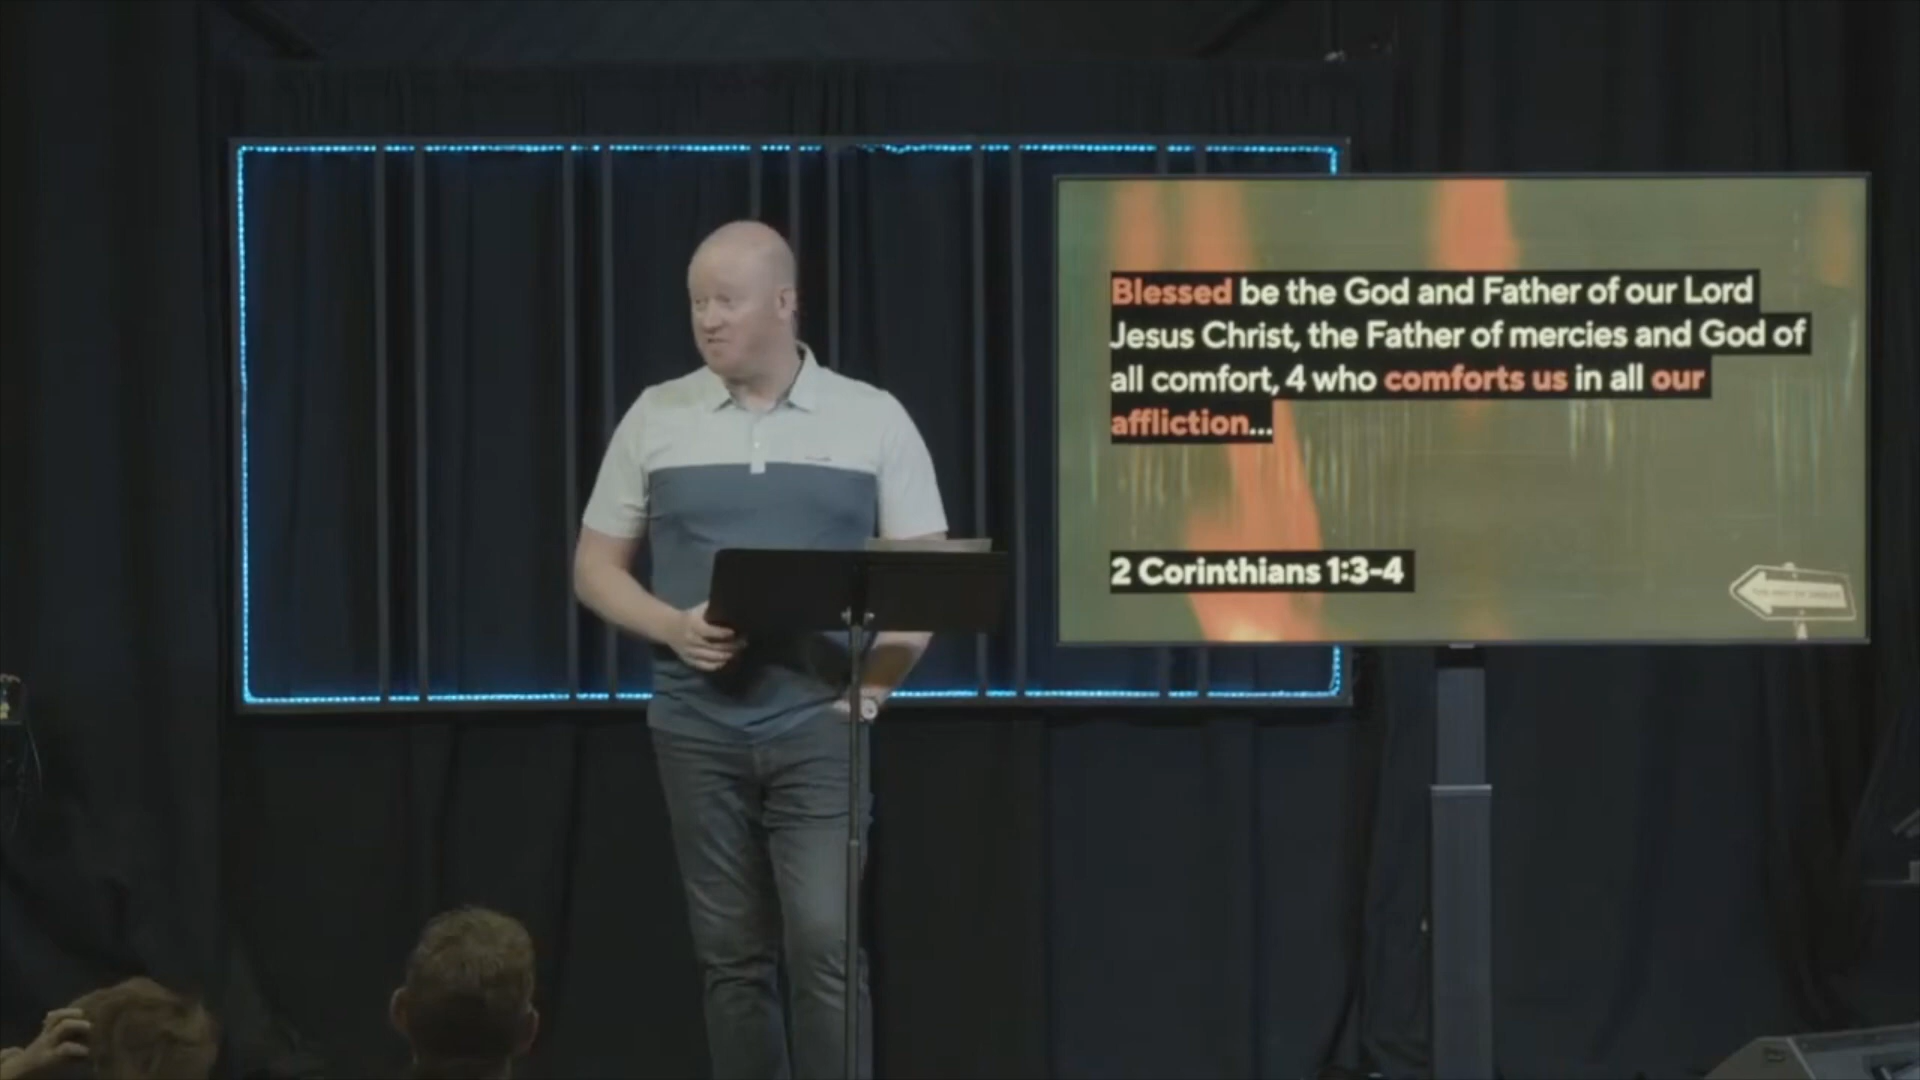 Blessed be the God and Father of our Lord
Jesus Christ, the Father of mercies and God of
all comfort, 4 who comforts us in all our
affliction...
2 Corinthians 1:3-4